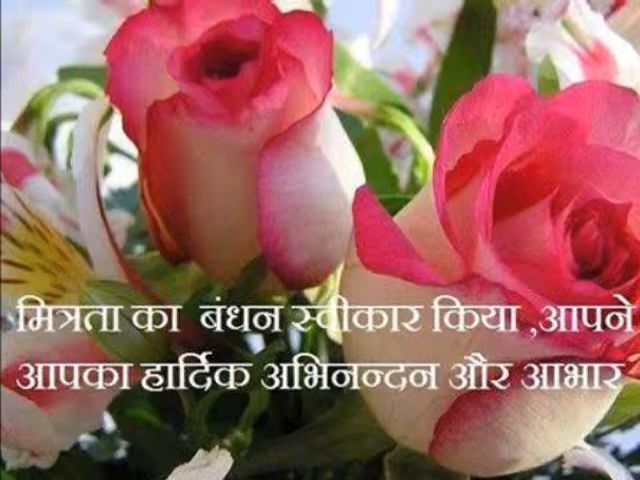 मित्रता का बंधन स्वीकार किया ,आपने
आपका हार्दिक अभिनन्दन और आभार